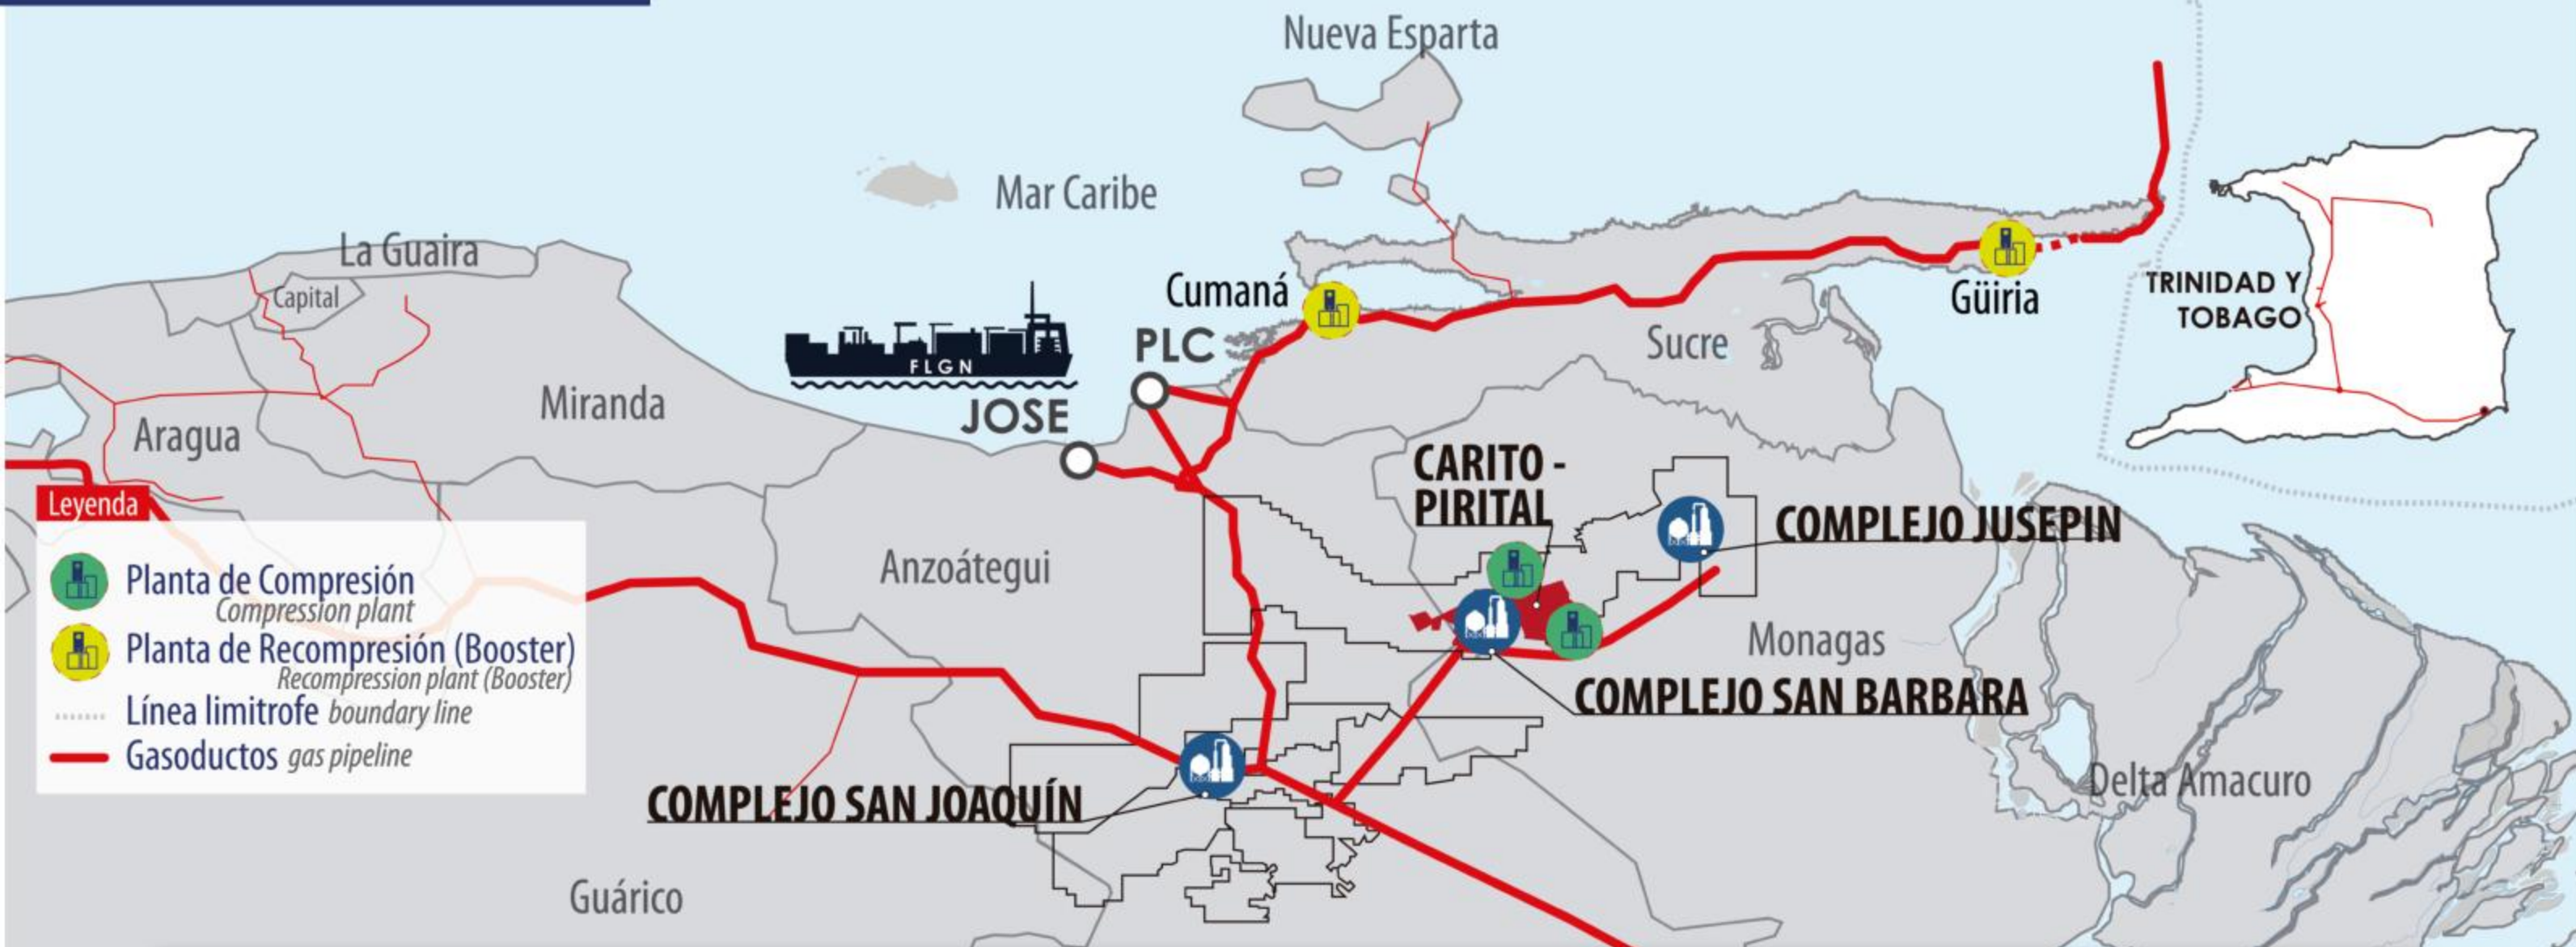 Nueva Esparta
Mar Caribe
La Guaira
Capital
Cumaná
PLC
FLGN
JOSE
Miranda
Aragua
Sucre
Güiria
TRINIDAD Y
TOBAGO
CARITO -
PIRITAL
COMPLEJO JUSEPIN
Anzoátegui
Monagas
COMPLEJO SAN BARBARA
COMPLEJO SAN JOAQUÍN
Delta Amacuro
Guárico
Leyenda
Planta de Compresión
Compression plant
Planta de Recompresión (Booster)
Recompression plant (Booster)
Línea limitrofe boundary line
Gasoductos gas pipeline